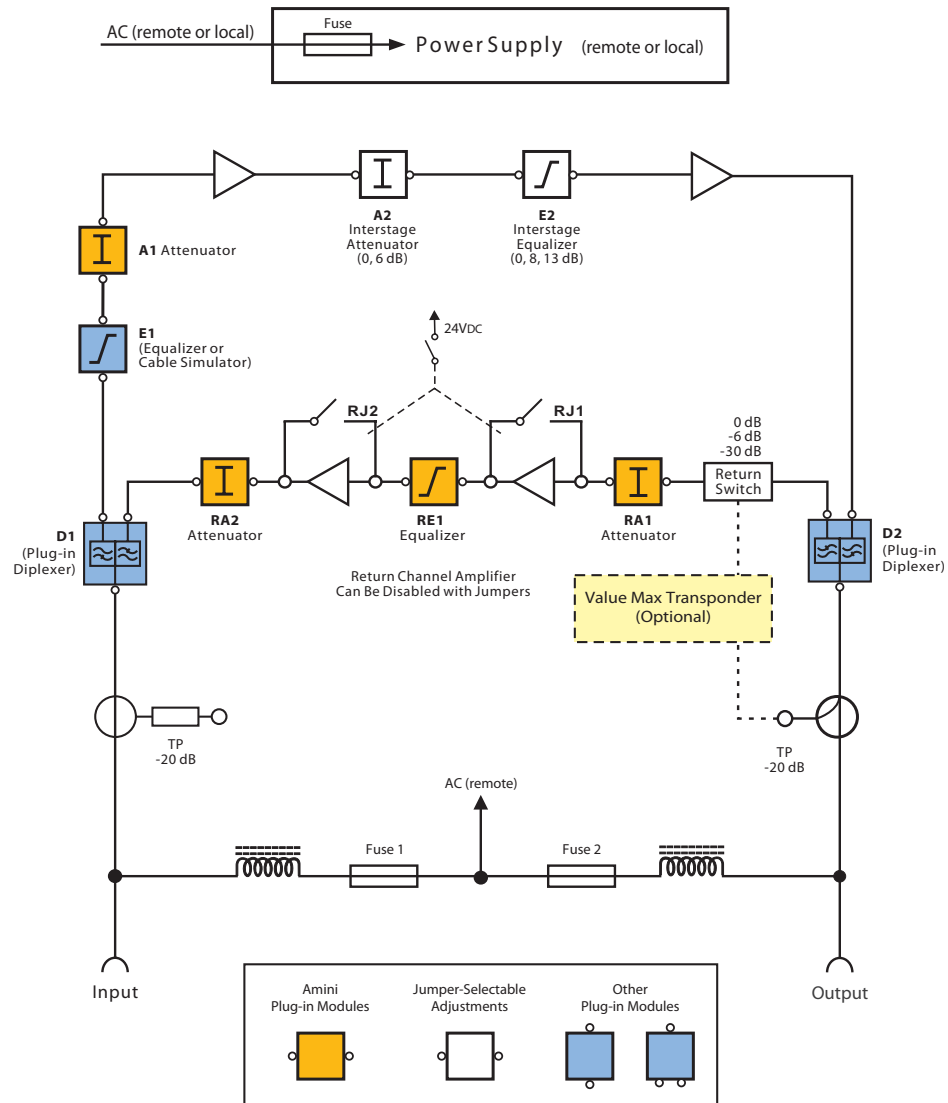 AC (remote or local)
Fuse
Power Supply (remote or local)
A1 Attenuator
A2
Interstage
Attenuator
(0, 6 dB)
E2
Interstage
Equalizer
(0, 8, 13 dB)
E1
(Equalizer or
Cable Simulator)
24VDC
RJ2
RJ1
0 dB
-6 dB
-30 dB
Return
Switch
RA2
Attenuator
RE1
Equalizer
RA1
Attenuator
D1
(Plug-in
Diplexer)
D2
(Plug-in
Diplexer)
Return Channel Amplifier
Can Be Disabled with Jumpers
Value Max Transponder
(Optional)
TP
-20 dB
TP
-20 dB
AC (remote)
Fuse 1
Fuse 2
Input
Output
Amini
Plug-in Modules
Jumper-Selectable
Adjustments
Other
Plug-in Modules